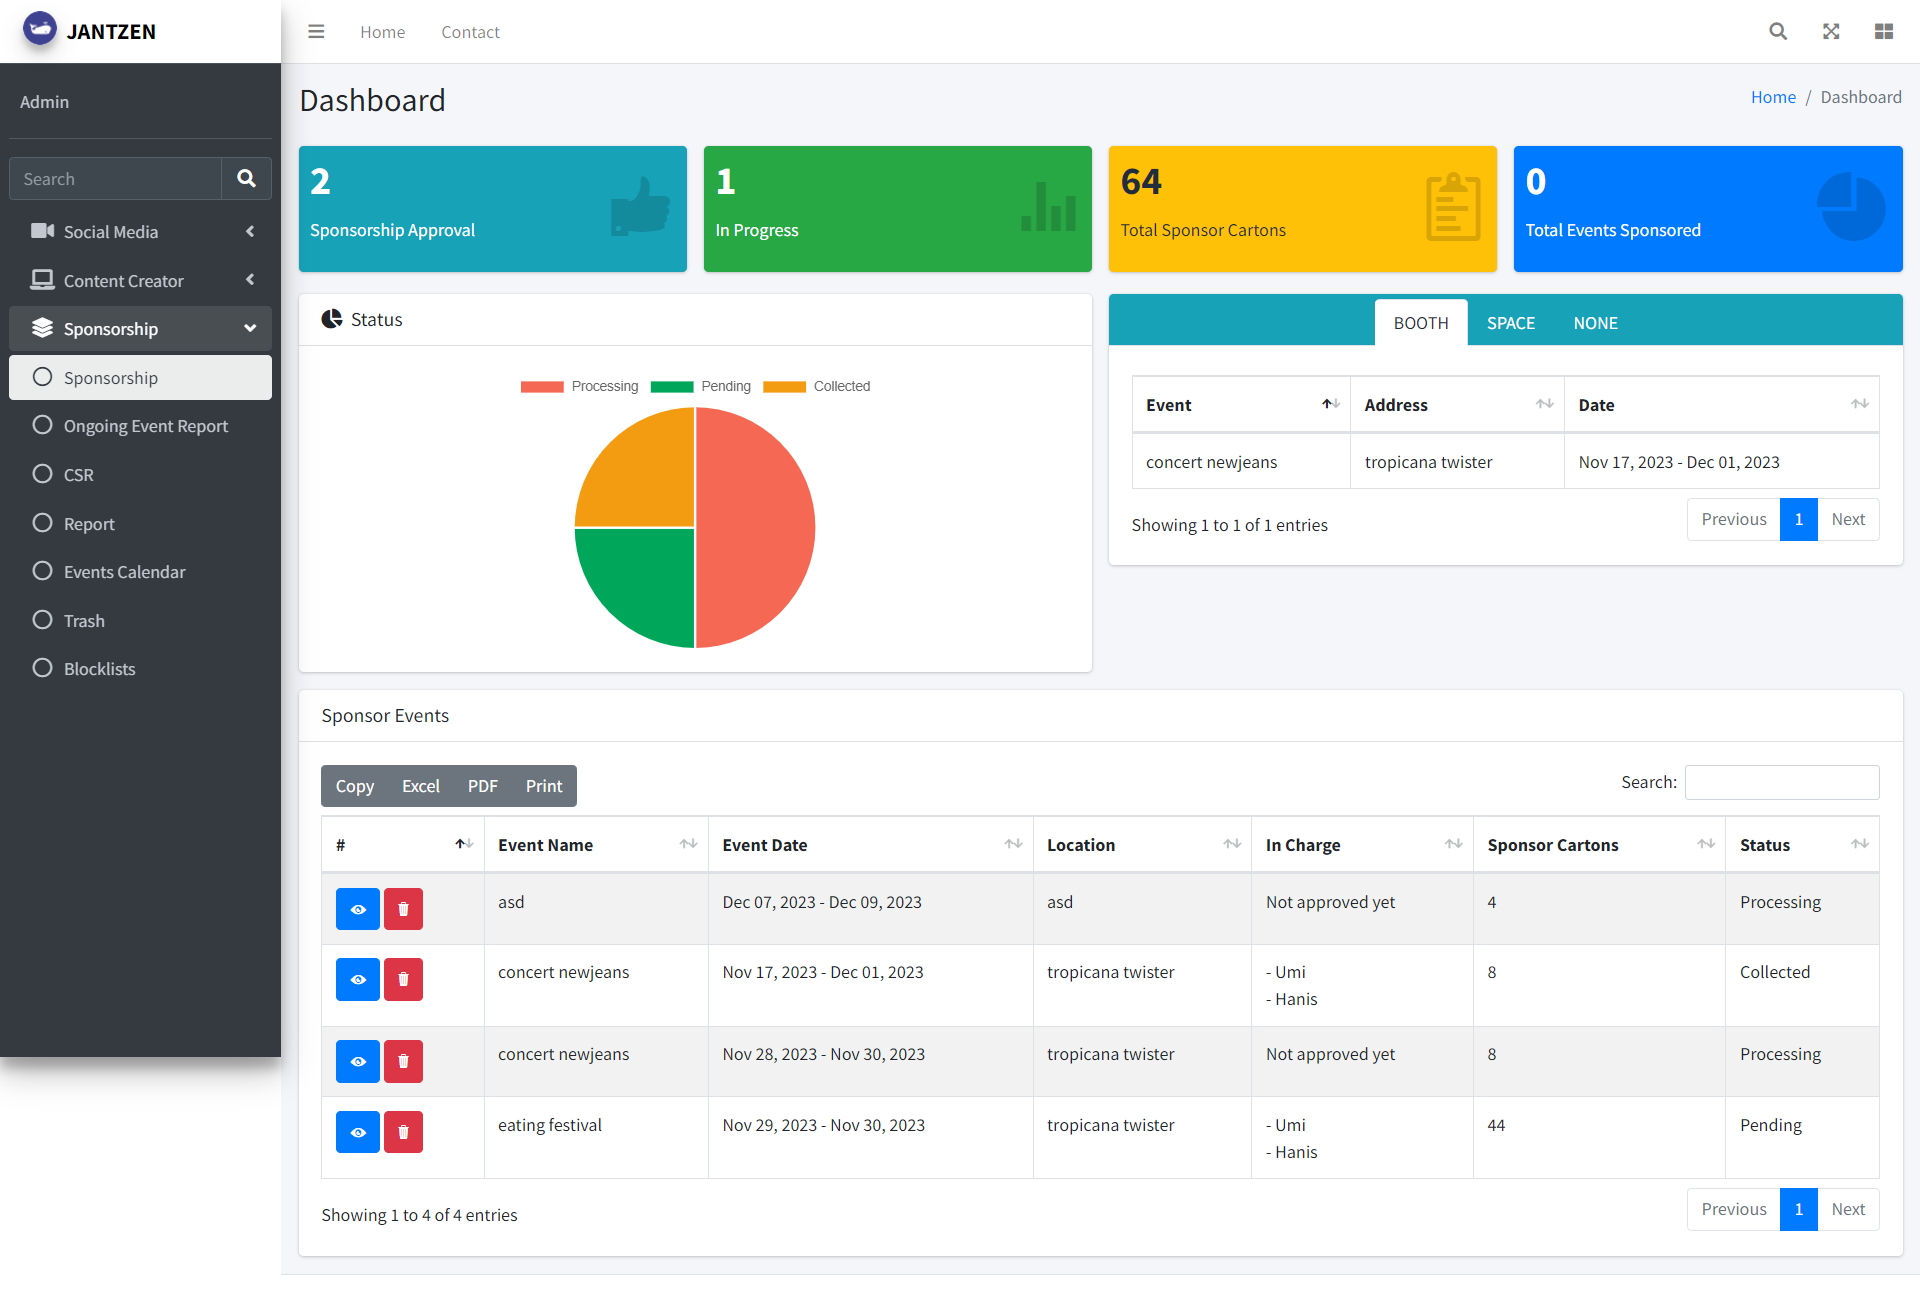 JANTZEN
Home
Contact
Admin
Search
Social Media
Content Creator
Sponsorship
Sponsorship
Ongoing Event Report
CSR
Report
Events Calendar
Trash
Blocklists
Dashboard
Home / Dashboard
2
Sponsorship Approval
1
In Progress
64
Total Sponsor Cartons
0
Total Events Sponsored
Status
Processing Pending Collected
BOOTH SPACE NONE
Event Address Date
concert newjeans tropicana twister Nov 17, 2023 - Dec 01, 2023
Showing 1 to 1 of 1 entries
Previous 1 Next
Sponsor Events
Copy Excel PDF Print
Search:
# Event Name Event Date Location In Charge Sponsor Cartons Status
asd Dec 07, 2023 - Dec 09, 2023 asd Not approved yet 4 Processing
concert newjeans Nov 17, 2023 - Dec 01, 2023 tropicana twister - Umi 8 Collected
- Hanis
concert newjeans Nov 28, 2023 - Nov 30, 2023 tropicana twister Not approved yet 8 Processing
eating festival Nov 29, 2023 - Nov 30, 2023 tropicana twister - Umi 44 Pending
- Hanis
Showing 1 to 4 of 4 entries
Previous 1 Next